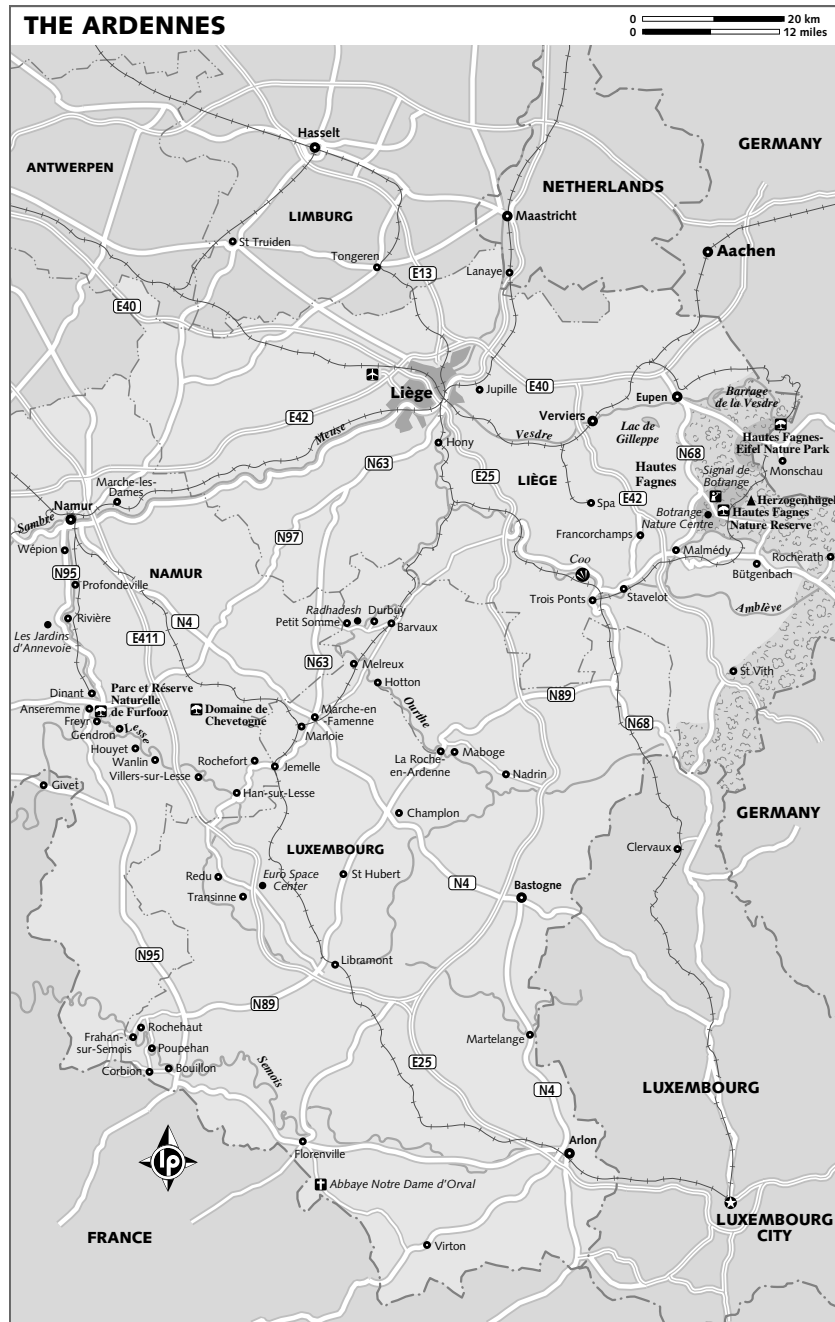 THE ARDENNES
0 20 km
0 12 miles
Hasselt
GERMANY
ANTWERPEN
NETHERLANDS
LIMBURG
Maastricht
St Truiden
Aachen
Tongeren
E13
Lanaye
E40
Liège
Jupille
E40
Eupen
Barrage
de la Vesdre
E42
Meuse
Verviers
Lac de
Gilleppe
Vesdre
Hony
Hautes Fagnes-
Eifel Nature Park
N63
N68
Monschau
Hautes
Fagnes
Signal de
Botrange
E25
LIÈGE
Marche-les-
Dames
Spa
E42
Herzogenhügel
Botrange
Nature Centre
Hautes Fagnes
Nature Reserve
Namur
Sambre
N97
Francorchamps
Wépion
Malmédy
Rocherath
Coo
Bütgenbach
N95
NAMUR
Profondeville
Stavelot
Trois Ponts
Amblève
N4
Radhadesh
Durbuy
Petit Somme
Barvaux
Rivière
Les Jardins
d'Annevoie
E411
N63
Melreux
St Vith
Hotton
Dinant
Parc et Réserve
Naturelle
de Furfooz
Anseremme
Freyr
Gendron
Lesse
Domaine de
Chevetogne
N89
Marche-en
-Famenne
Ourthe
Marloie
N68
Houyet
Wanlin
Villers-sur-Lesse
Rochefort
Jemelle
La Roche-
en-Ardenne
Maboge
Nadrin
Givet
Han-sur-Lesse
Champlon
GERMANY
LUXEMBOURG
Clervaux
Redu
Euro Space
Center
St Hubert
Transinne
N4
Bastogne
N95
Libramont
N89
Rochehaut
Frahan-
sur-Semois
Poupehan
Corbion
Bouillon
Martelange
Semois
E25
N4
LUXEMBOURG
lp
Florenville
Arlon
Abbaye Notre Dame d'Orval
LUXEMBOURG
CITY
FRANCE
Virton